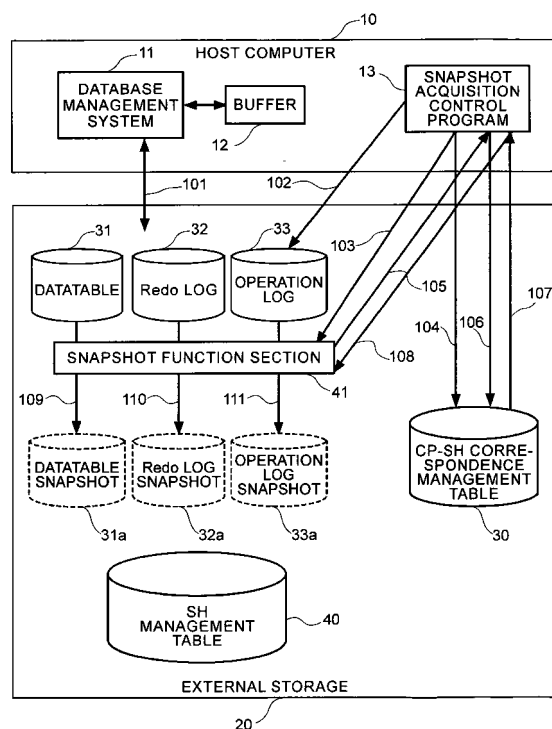 10
HOST COMPUTER
11
DATABASE
MANAGEMENT
SYSTEM
BUFFER
12
13
SNAPSHOT
ACQUISITION
CONTROL
PROGRAM
101
102
31
32
33
103
105
107
DATATABLE
Redo LOG
OPERATION
LOG
104
106
108
SNAPSHOT FUNCTION SECTION
41
109
110
111
DATATABLE
SNAPSHOT
Redo LOG
SNAPSHOT
OPERATION
LOG
SNAPSHOT
CP-SH CORRE-
SPONDENCE
MANAGEMENT
TABLE
31a
32a
33a
30
SH
MANAGEMENT
TABLE
40
EXTERNAL STORAGE
20